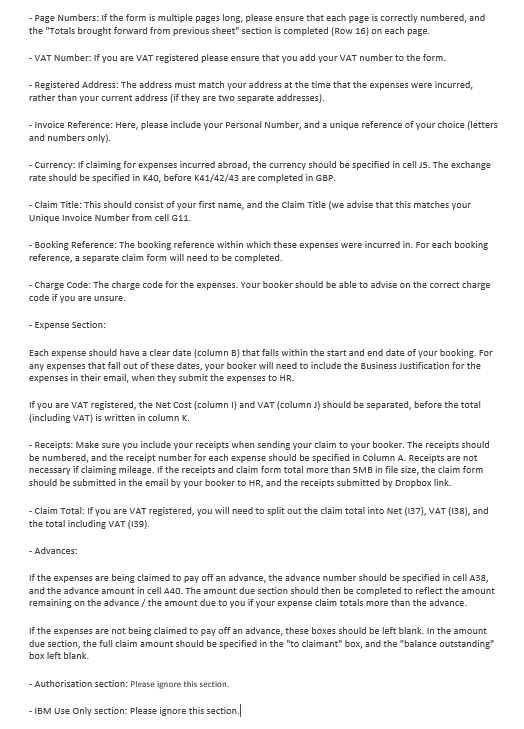 - Page Numbers: If the form is multiple pages long, please ensure that each page is correctly numbered, and
the "Totals brought forward from previous sheet" section is completed (Row 16) on each page.
- VAT Number: If you are VAT registered please ensure that you add your VAT number to the form.
- Registered Address: The address must match your address at the time that the expenses were incurred,
rather than your current address (if they are two separate addresses).
- Invoice Reference: Here, please include your Personal Number, and a unique reference of your choice (letters
and numbers only).
- Currency: If claiming for expenses incurred abroad, the currency should be specified in cell J5. The exchange
rate should be specified in K40, before K41/42/43 are completed in GBP.
- Claim Title: This should consist of your first name, and the Claim Title (we advise that this matches your
Unique Invoice Number from cell G11.
- Booking Reference: The booking reference within which these expenses were incurred in. For each booking
reference, a separate claim form will need to be completed.
- Charge Code: The charge code for the expenses. Your booker should be able to advise on the correct charge
code if you are unsure.
- Expense Section:
Each expense should have a clear date (column B) that falls within the start and end date of your booking. For
any expenses that fall out of these dates, your booker will need to include the Business Justification for the
expenses in their email, when they submit the expenses to HR.
If you are VAT registered, the Net Cost (column I) and VAT (column J) should be separated, before the total
(including VAT) is written in column K.
- Receipts: Make sure you include your receipts when sending your claim to your booker. The receipts should
be numbered, and the receipt number for each expense should be specified in Column A. Receipts are not
necessary if claiming mileage. If the receipts and claim form total more than 5MB in file size, the claim form
should be submitted in the email by your booker to HR, and the receipts submitted by Dropbox link.
- Claim Total: If you are VAT registered, you will need to split out the claim total into Net (I37), VAT (I38), and
the total including VAT (I39).
- Advances:
If the expenses are being claimed to pay off an advance, the advance number should be specified in cell A38,
and the advance amount in cell A40. The amount due section should then be completed to reflect the amount
remaining on the advance / the amount due to you if your expense claim totals more than the advance.
If the expenses are not being claimed to pay off an advance, these boxes should be left blank. In the amount
due section, the full claim amount should be specified in the "to claimant" box, and the "balance outstanding"
box left blank.
- Authorisation section: Please ignore this section.
- IBM Use Only section: Please ignore this section.